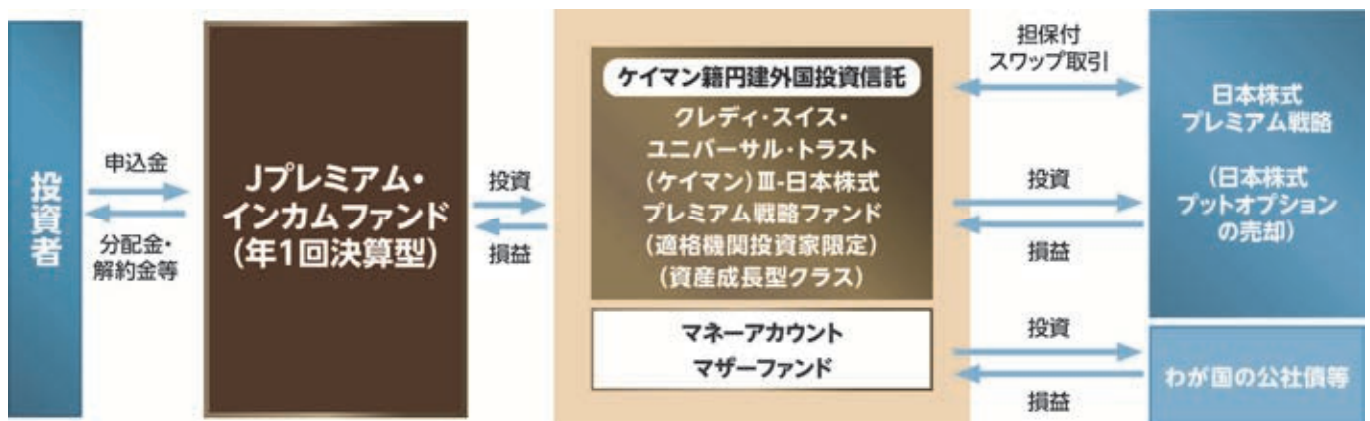 投資者
申込金
分配金・
解約金等
Jプレミアム・
インカムファンド
(年1回決算型)
投資
損益
ケイマン籍円建外国投資信託
クレディ・スイス・
ユニバーサル・トラスト
(ケイマン)Ⅲ-日本株式
プレミアム戦略ファンド
(適格機関投資家限定)
(資産成長型クラス)
マネーアカウント
マザーファンド
担保付
スワップ取引
投資
損益
投資
損益
日本株式
プレミアム戦略
(日本株式
プットオプション
の売却)
わが国の公社債等